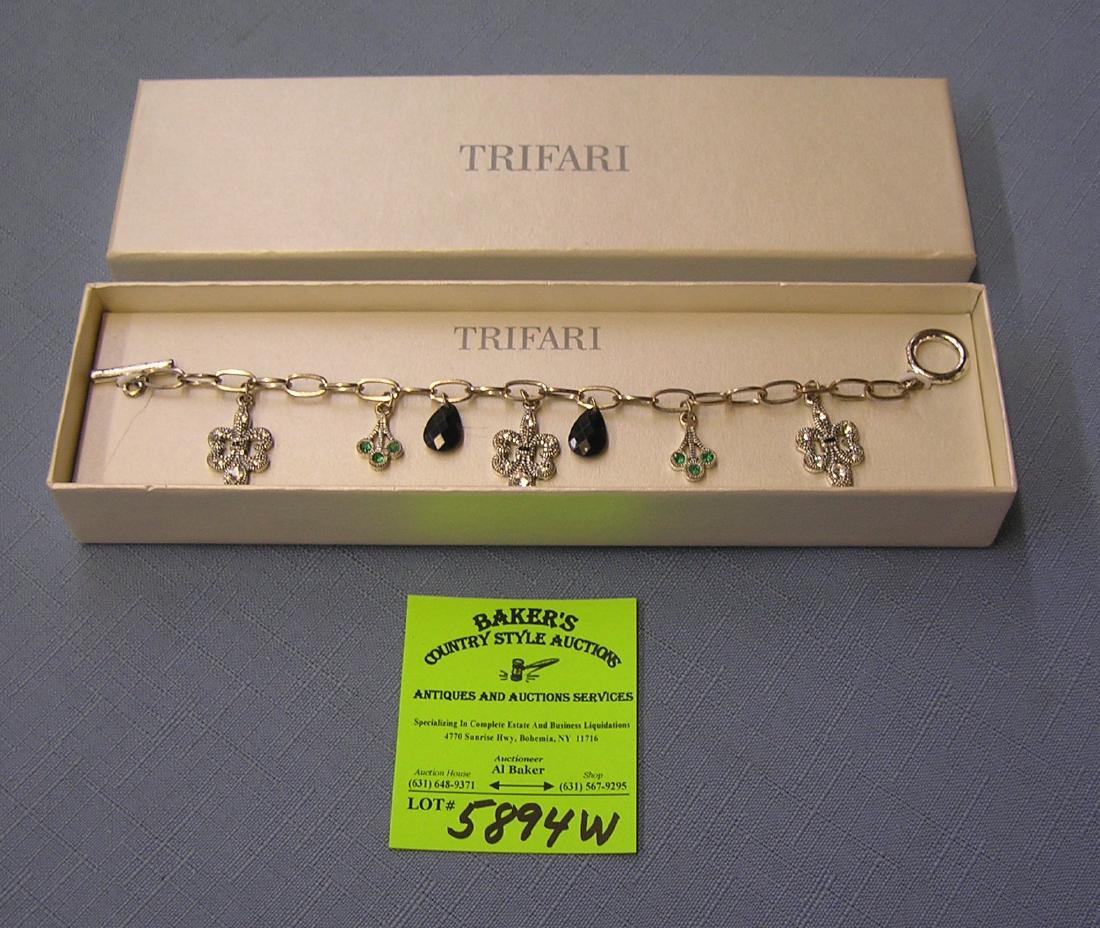 TRIFARI
TRIFARI
BAKER'S
COUNTRY STYLE AUCTIONS
ANTIQUES AND AUCTIONS SERVICES
Specializing In Complete Estate And Business Liquidations
4770 Sunrise Hwy, Bohemia, NY 11716
Auctioneer
Auction House Al Baker Shop
(631) 648-9371 (631) 567-9295
LOT# 5894W